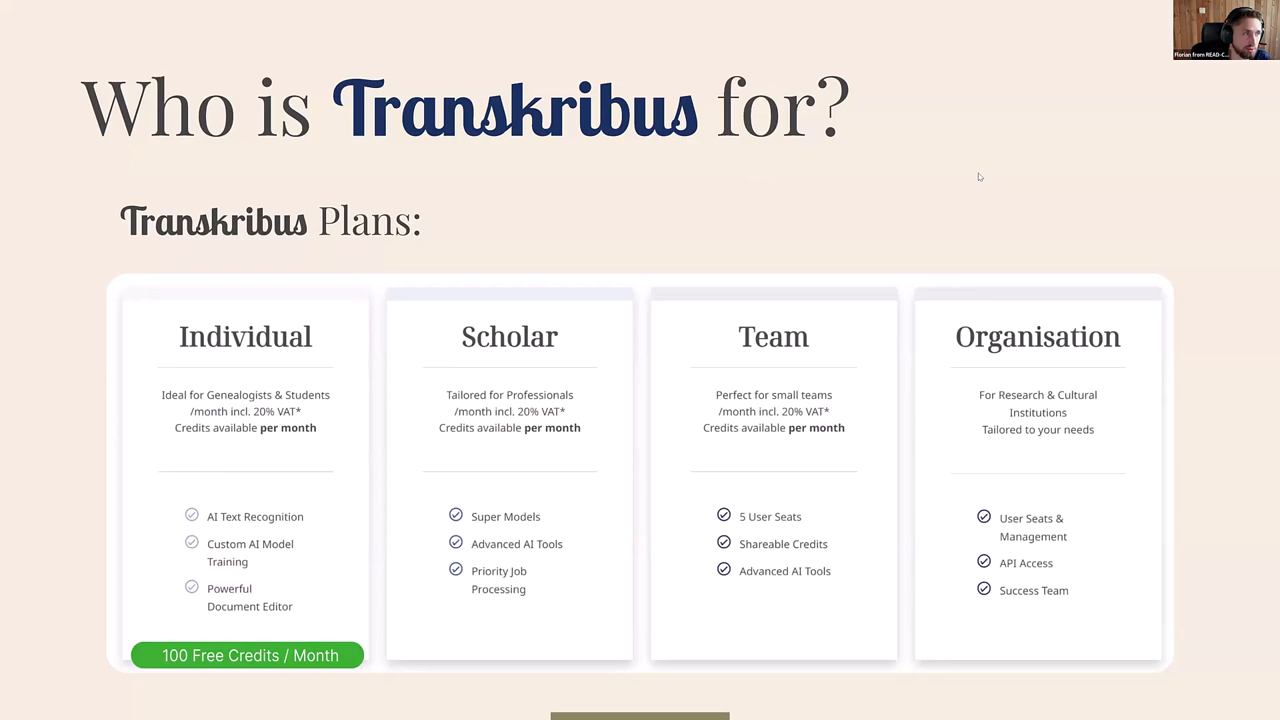 Florian from READ-C...
Who is Transkribus for?
Transkribus Plans:
Individual
Ideal for Genealogists & Students
/month incl. 20% VAT*
Credits available per month
AI Text Recognition
Custom AI Model
Training
Powerful
Document Editor
100 Free Credits / Month
Scholar
Tailored for Professionals
/month incl. 20% VAT*
Credits available per month
Super Models
Advanced AI Tools
Priority Job
Processing
Team
Perfect for small teams
/month incl. 20% VAT*
Credits available per month
5 User Seats
Shareable Credits
Advanced AI Tools
Organisation
For Research & Cultural
Institutions
Tailored to your needs
User Seats &
Management
API Access
Success Team